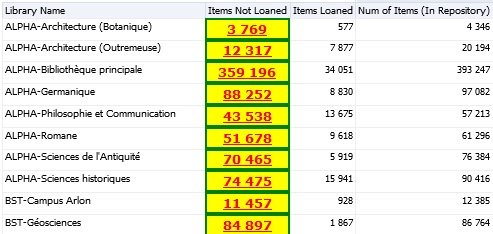 Library Name Items Not Loaned Items Loaned Num of Items (In Repository)
ALPHA-Architecture (Botanique) 3 769 577 4 346
ALPHA-Architecture (Outremeuse) 12 317 7 877 20 194
ALPHA-Bibliothèque principale 359 196 34 051 393 247
ALPHA-Germanique 88 252 8 830 97 082
ALPHA-Philosophie et Communication 43 538 13 675 57 213
ALPHA-Romane 51 678 9 618 61 296
ALPHA-Sciences de l'Antiquité 70 465 5 919 76 384
ALPHA-Sciences historiques 74 475 15 941 90 416
BST-Campus Arlon 11 457 928 12 385
BST-Géosciences 84 897 1 867 86 764